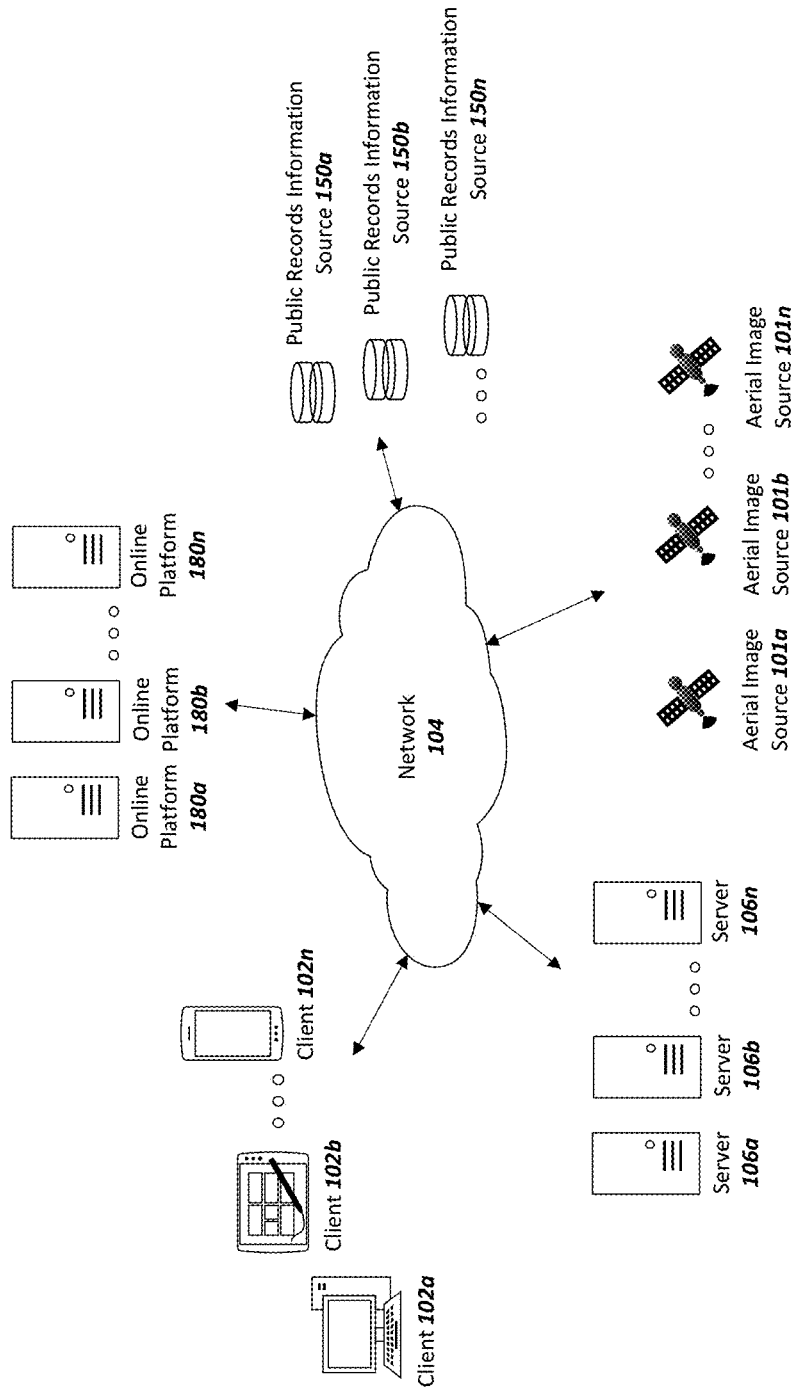 Client 102a
Client 102b
Client 102n
Online
Platform
180a
Online
Platform
180b
Online
Platform
180n
Public Records Information
Source 150a
Public Records Information
Source 150b
Public Records Information
Source 150n
Network
104
Server
106a
Server
106b
Server
106n
Aerial Image
Source 101a
Aerial Image
Source 101b
Aerial Image
Source 101n